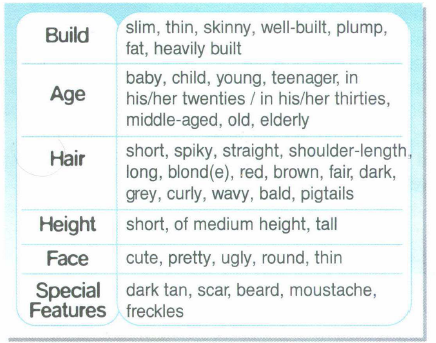 Build slim, thin, skinny, well-built, plump,
fat, heavily built
Age baby, child, young, teenager, in
his/her twenties / in his/her thirties,
middle-aged, old, elderly
Hair short, spiky, straight, shoulder-length,
long, blond(e), red, brown, fair, dark,
grey, curly, wavy, bald, pigtails
Height short, of medium height, tall
Face cute, pretty, ugly, round, thin
Special Features dark tan, scar, beard, moustache,
freckles